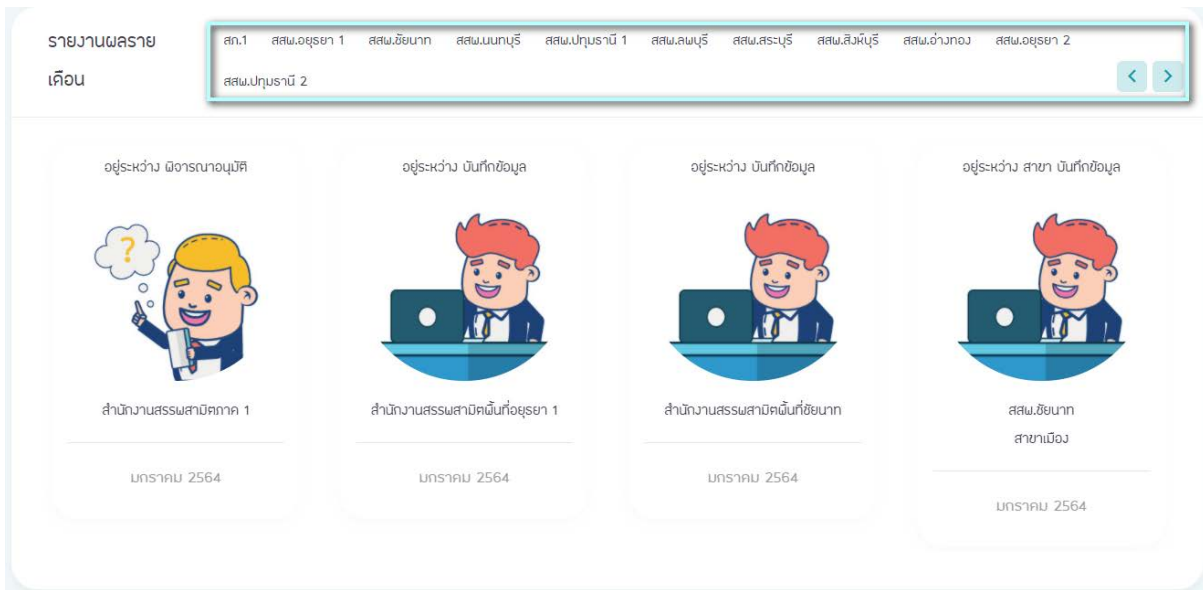 รายงานผลราย
เดือน
สภ.1 สสพ.อยุธยา 1 สสพ.ชัยนาท สสพ.นนทบุรี สสพ.ปทุมธานี 1 สสพ.ลพบุรี สสพ.สระบุรี สสพ.สิงห์บุรี สสพ.อ่างทอง สสพ.อยุธยา 2
สสพ.ปทุมธานี 2
อยู่ระหว่าง พิจารณาอนุมัติ
?
สำนักงานสรรพสามิตภาค 1
มกราคม 2564
อยู่ระหว่าง บันทึกข้อมูล
สำนักงานสรรพสามิตพื้นที่อยุธยา 1
มกราคม 2564
อยู่ระหว่าง บันทึกข้อมูล
สำนักงานสรรพสามิตพื้นที่ชัยนาท
มกราคม 2564
อยู่ระหว่าง สาขา บันทึกข้อมูล
สสพ.ชัยนาท
สาขาเมือง
มกราคม 2564